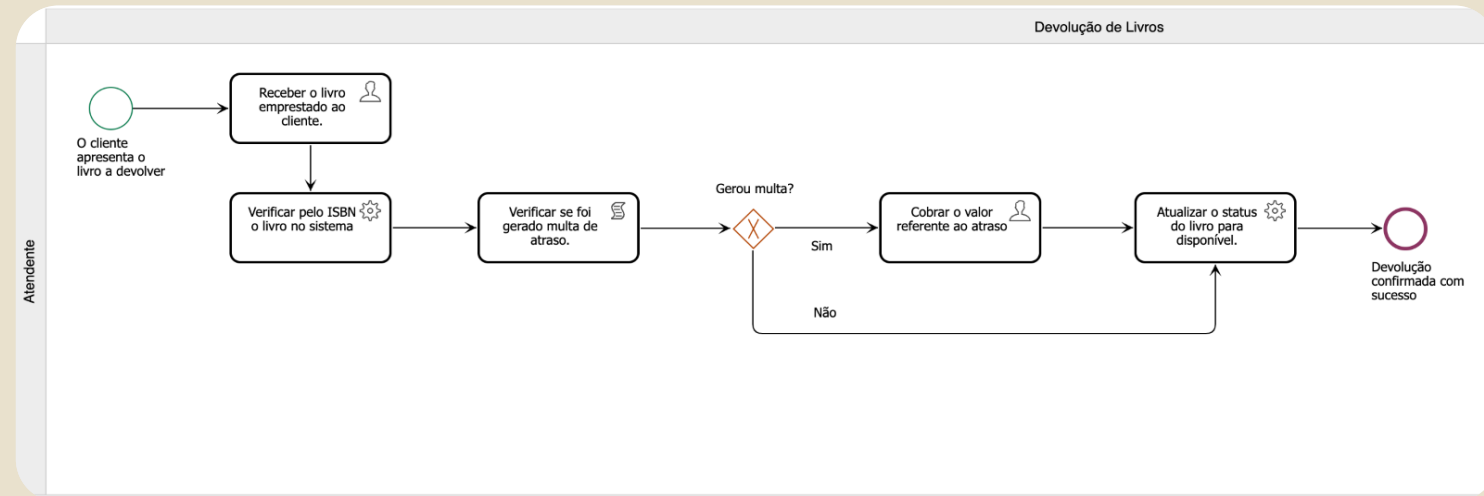 Devolução de Livros
Atendente
O cliente
apresenta o
livro a devolver
Receber o livro
emprestado ao
cliente.
Verificar pelo ISBN
o livro no sistema
Verificar se foi
gerado multa de
atraso.
Gerou multa?
Sim
Não
Cobrar o valor
referente ao atraso
Atualizar o status
do livro para
disponível.
Devolução
confirmada com
sucesso